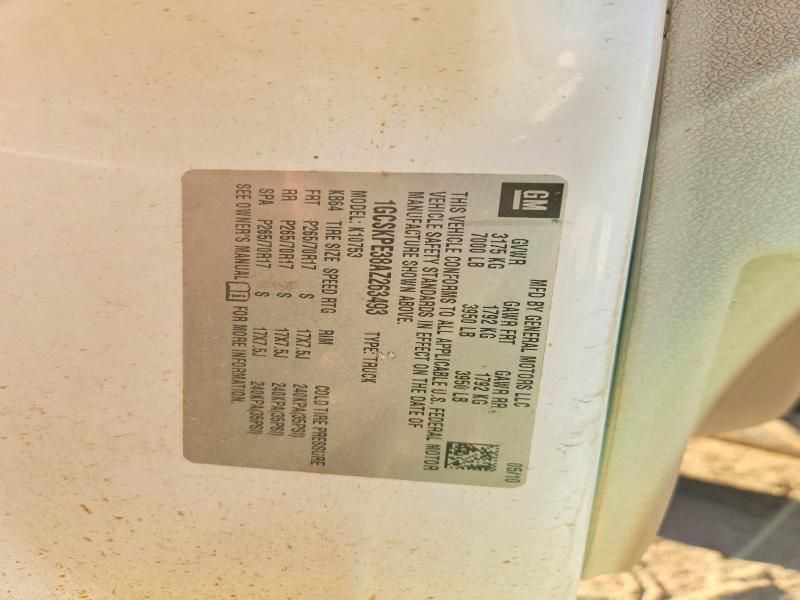 GM
MFD BY GENERAL MOTORS LLC 05/10
GVWR GAWR FRT GAWR RR
3175 KG 1792 KG 1792 KG
7000 LB 3950 LB 3950 LB
THIS VEHICLE CONFORMS TO ALL APPLICABLE U.S. FEDERAL MOTOR
VEHICLE SAFETY STANDARDS IN EFFECT ON THE DATE OF
MANUFACTURE SHOWN ABOVE.
1GCSKPE38AZ263493 TYPE: TRUCK
MODEL: K10753
KB64 TIRE SIZE SPEED RTG RIM COLD TIRE PRESSURE
FRT P265/70R17 S 17X7.5J 240KPA(35PSI)
RR P265/70R17 S 17X7.5J 240KPA(35PSI)
SPA P265/70R17 S 17X7.5J 240KPA(35PSI)
SEE OWNER'S MANUAL FOR MORE INFORMATION.